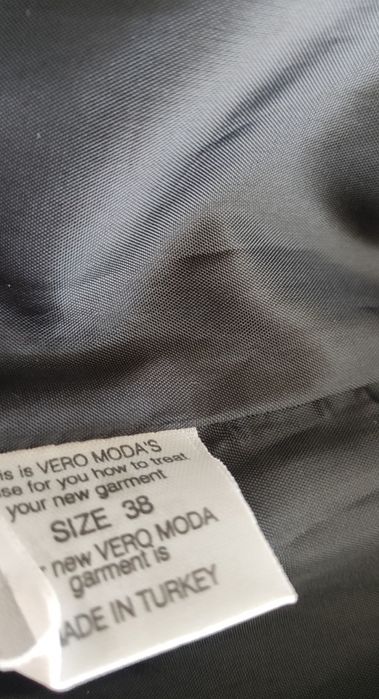 is is VERO MODA'S
se for you how to treat
your new garment
SIZE 38
new VERO MODA
garment is
ADE IN TURKEY